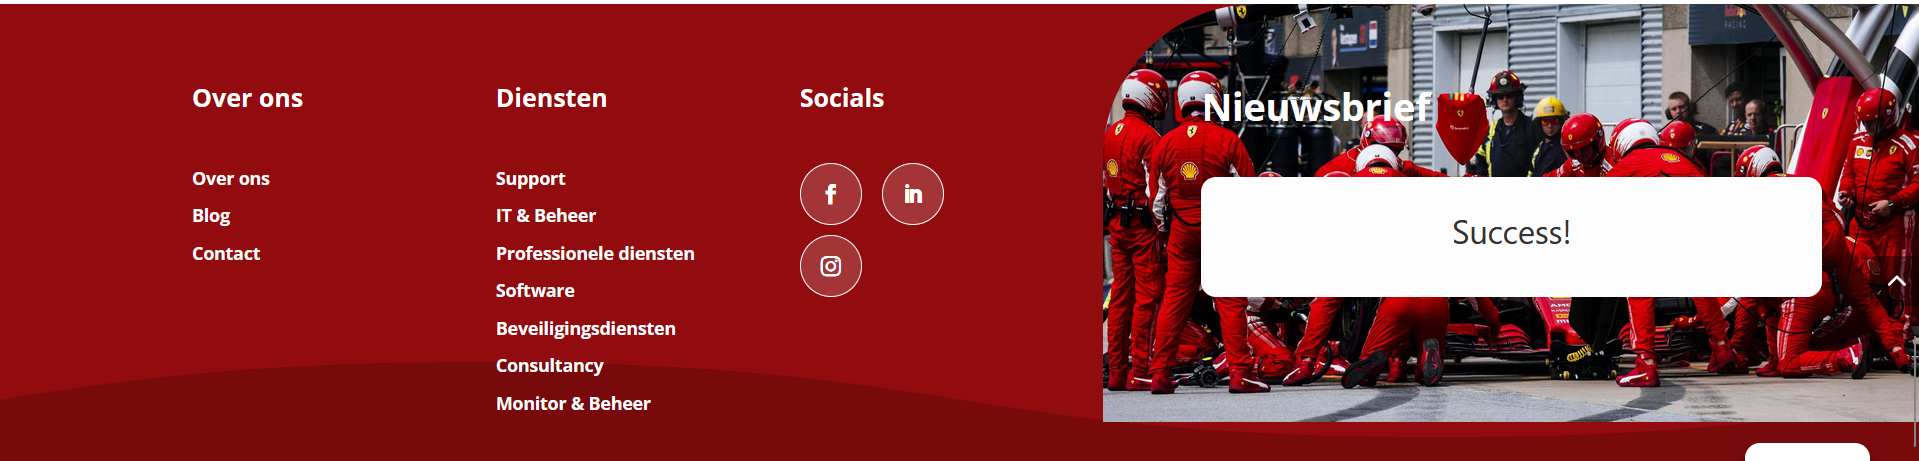 Over ons
Over ons
Blog
Contact
Diensten
Support
IT & Beheer
Professionele diensten
Software
Beveiligingsdiensten
Consultancy
Monitor & Beheer
Socials
Nieuwsbrief
Success!